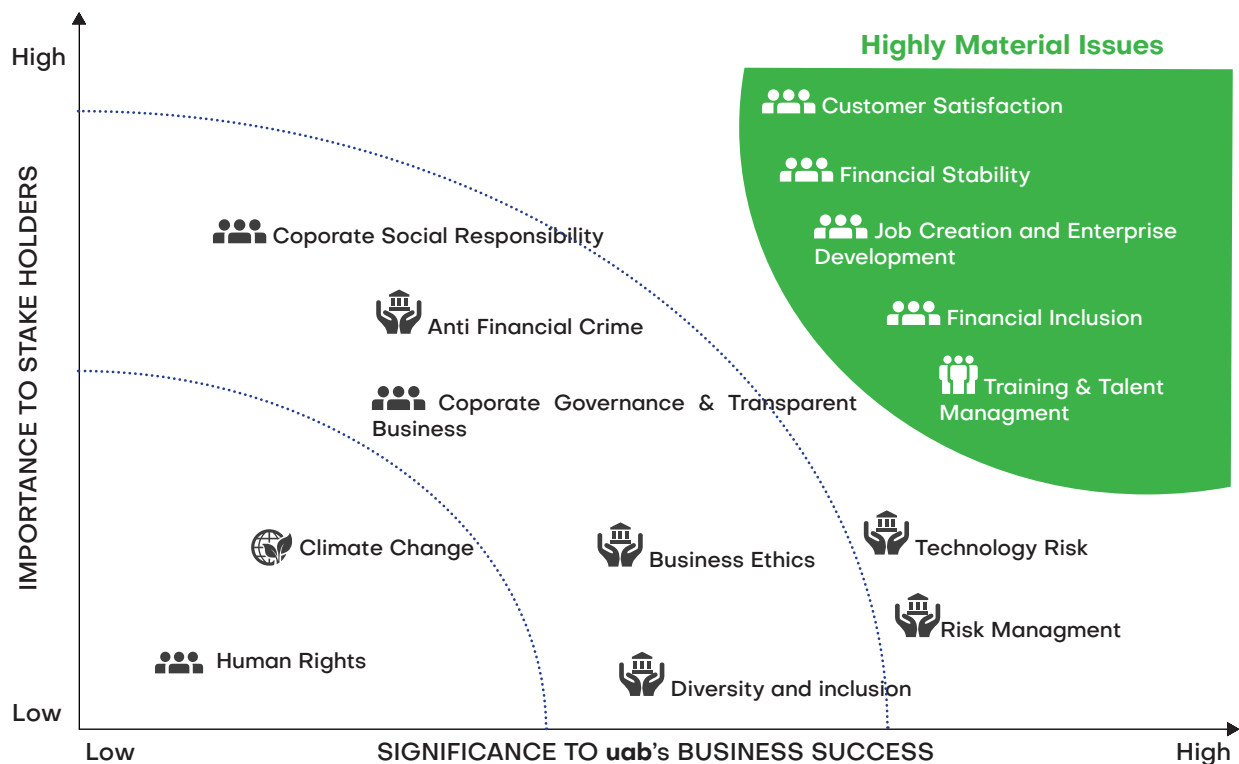 Highly Material Issues
High
Customer Satisfaction
Financial Stability
Job Creation and Enterprise
Development
Coporate Social Responsibility
Financial Inclusion
Anti Financial Crime
Training & Talent
Managment
Coporate Governance & Transparent
Business
IMPORTANCE TO STAKE HOLDERS
Climate Change
Business Ethics
Technology Risk
Risk Managment
Human Rights
Diversity and inclusion
Low
Low
SIGNIFICANCE TO uab's BUSINESS SUCCESS
High